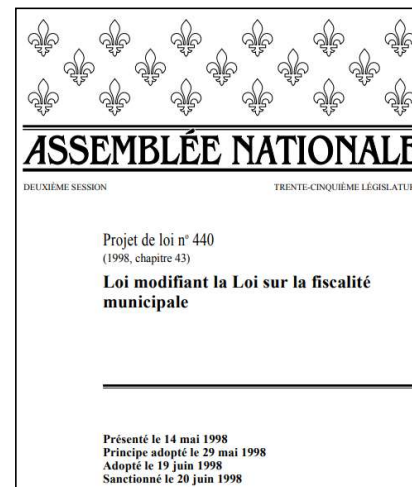 ASSEMBLÉE NATIONALE
DEUXIÈME SESSION TRENTE-CINQUIÈME LÉGISLATUR
Projet de loi nº 440
(1998, chapitre 43)
Loi modifiant la Loi sur la fiscalité
municipale
Présenté le 14 mai 1998
Principe adopté le 29 mai 1998
Adopté le 19 juin 1998
Sanctionné le 20 juin 1998